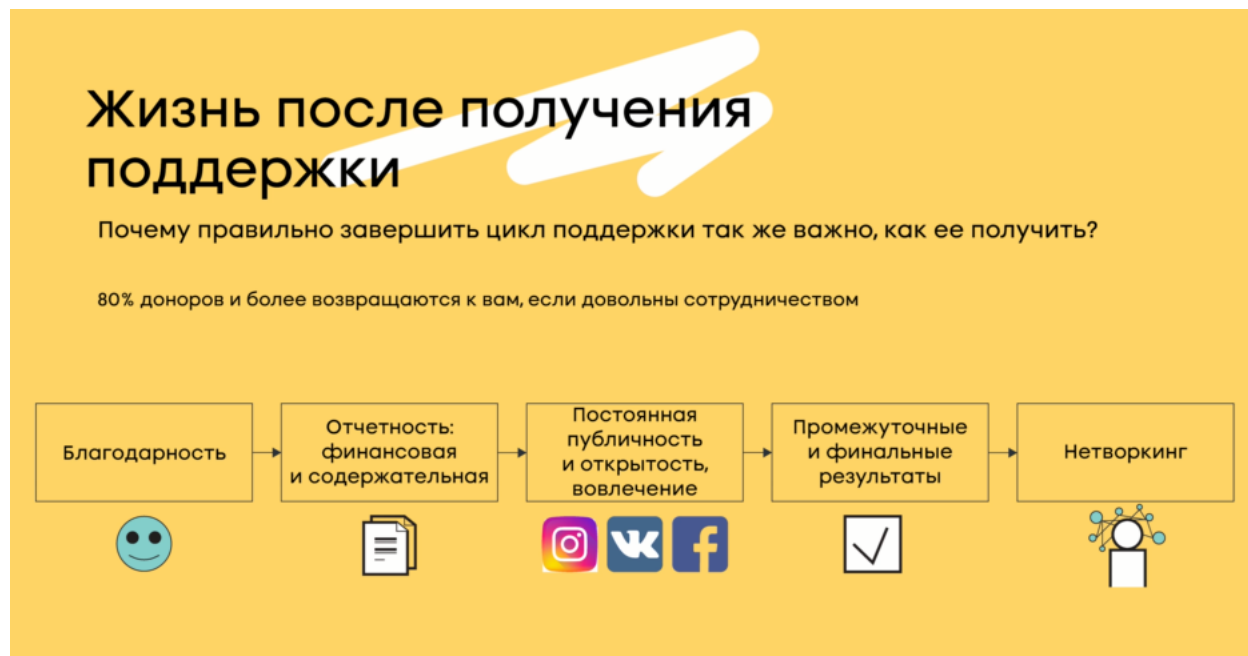 Жизнь после получения
поддержки
Почему правильно завершить цикл поддержки так же важно, как ее получить?
80% доноров и более возвращаются к вам, если довольны сотрудничеством
Благодарность
Отчетность:
финансовая
и содержательная
Постоянная
публичность
и открытость,
вовлечение
Промежуточные
и финальные
результаты
Нетворкинг